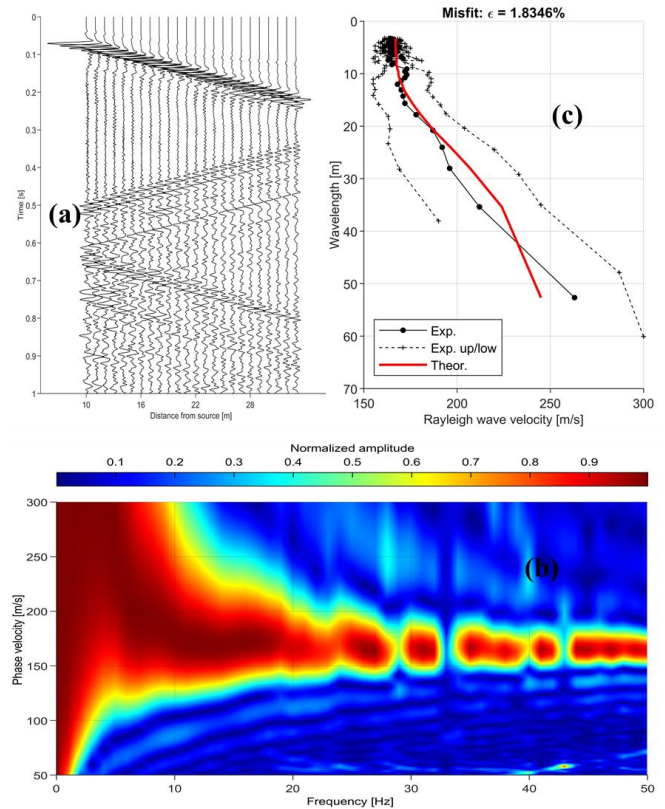 0
0.1
0.2
0.3
0.4
0.5
0.6
0.7
0.8
0.9
1
Time [s]
(a)
10 13 16 19 22 25 28
Distance from source [m]
Misfit: ϵ = 1.8346%
0
10
20
30
40
50
60
70
Wavelength [m]
(c)
Exp.
Exp. up/low
Theor.
150 200 250 300
Rayleigh wave velocity [m/s]
Normalized amplitude
0.1 0.2 0.3 0.4 0.5 0.6 0.7 0.8 0.9
300
250
200
150
100
50
Phase velocity [m/s]
(b)
0 10 20 30 40 50
Frequency [Hz]